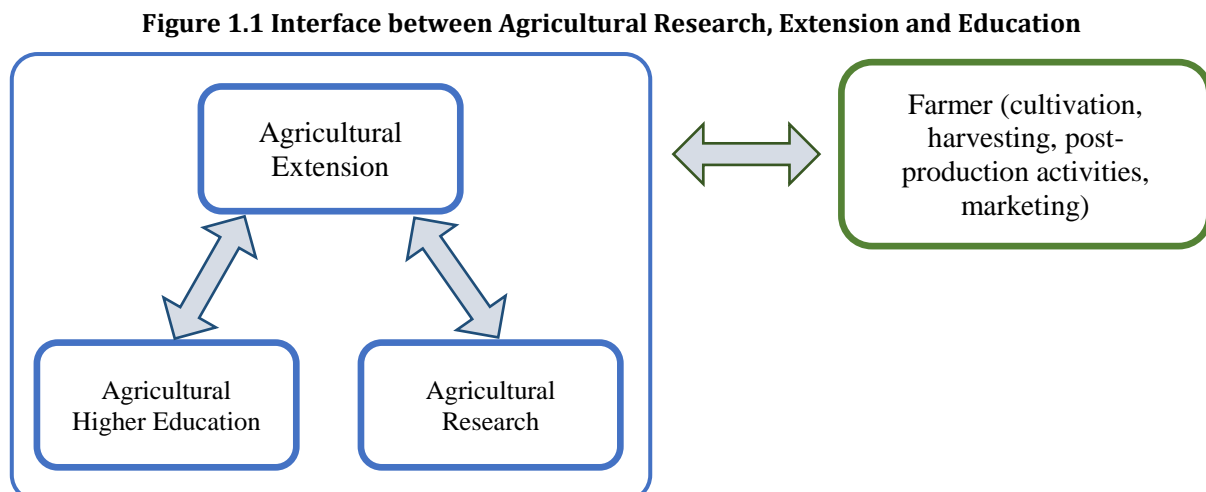 Figure 1.1 Interface between Agricultural Research, Extension and Education
Agricultural
Extension
Farmer (cultivation,
harvesting, post-
production activities,
marketing)
Agricultural
Higher Education
Agricultural
Research